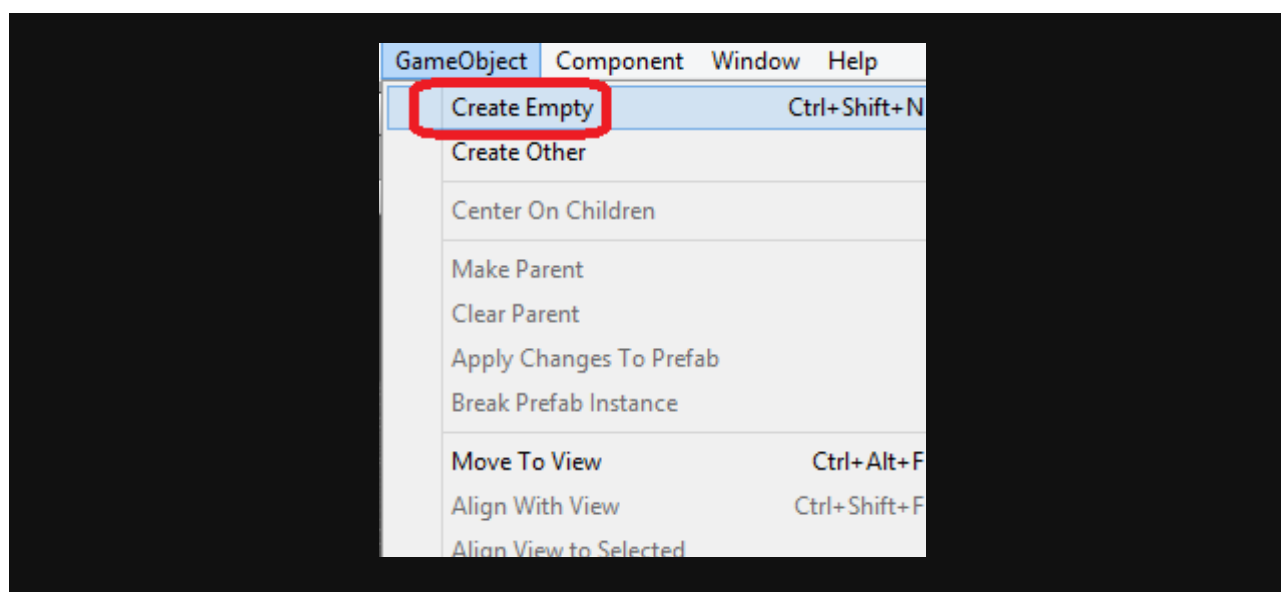 GameObject Component Window Help
Create Empty Ctrl+Shift+N
Create Other
Center On Children
Make Parent
Clear Parent
Apply Changes To Prefab
Break Prefab Instance
Move To View Ctrl+Alt+F
Align With View Ctrl+Shift+F
Align View to Selected